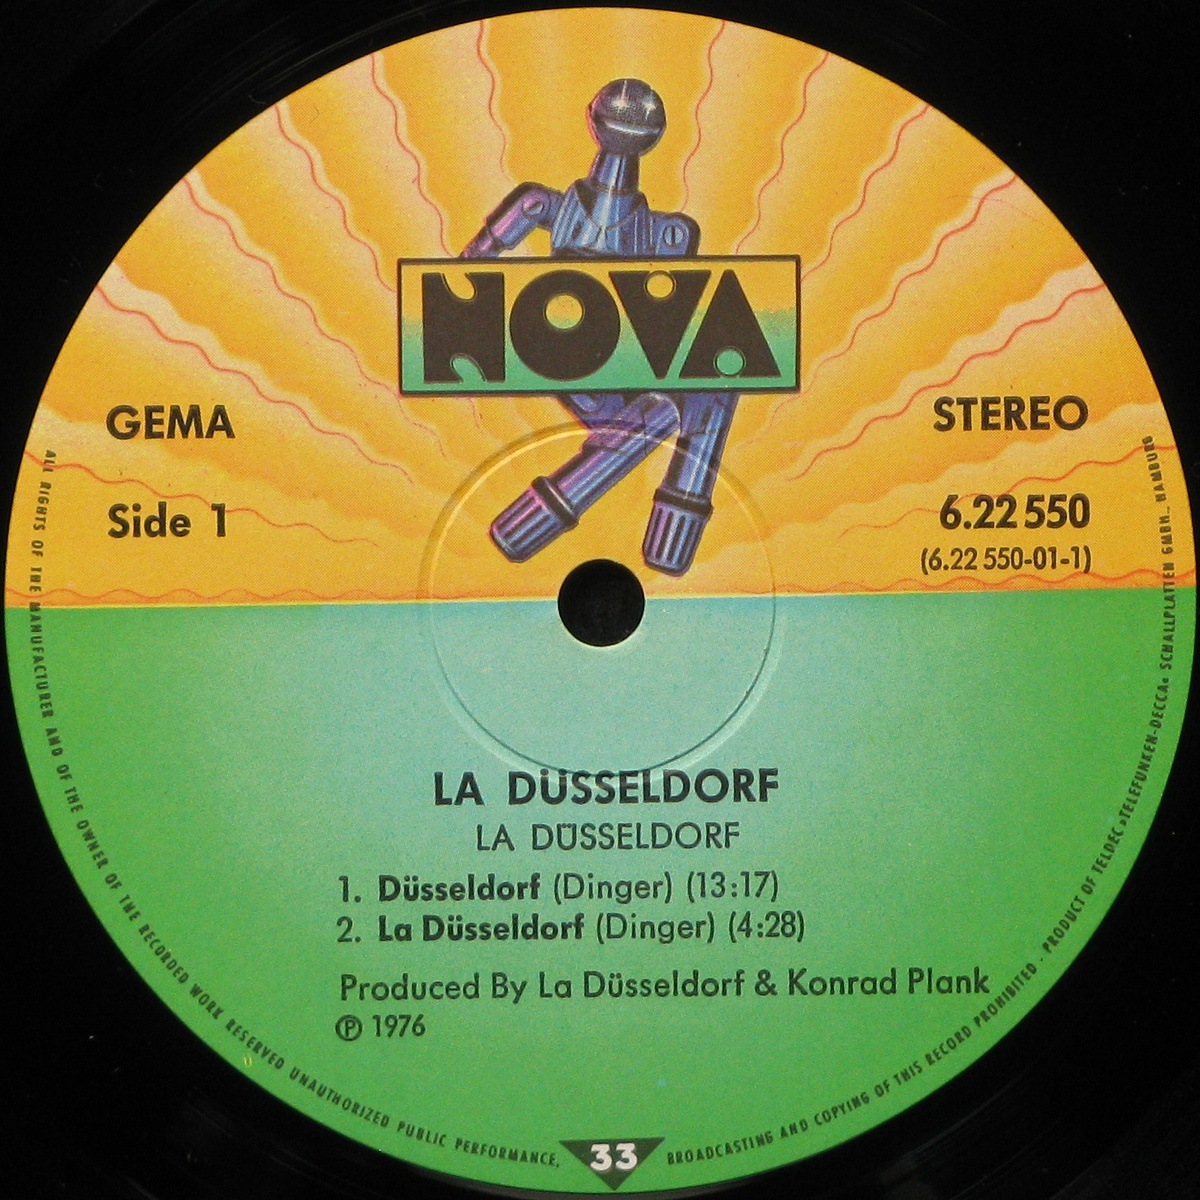 NOVA
GEMA
STEREO
Side 1
6.22 550
(6.22 550-01-1)
LA DÜSSELDORF
LA DÜSSELDORF
1. Düsseldorf (Dinger) (13:17)
2. La Düsseldorf (Dinger) (4:28)
Produced By La Düsseldorf & Konrad Plank
℗ 1976
ALL RIGHTS OF THE MANUFACTURER AND OF THE OWNER OF THE RECORDED WORK RESERVED UNAUTHORIZED PUBLIC PERFORMANCE,
33
BROADCASTING AND COPYING OF THIS RECORD PROHIBITED · PRODUCT OF TELDEC »TELEFUNKEN-DECCA« SCHALLPLATTEN GMBH., HAMBURG